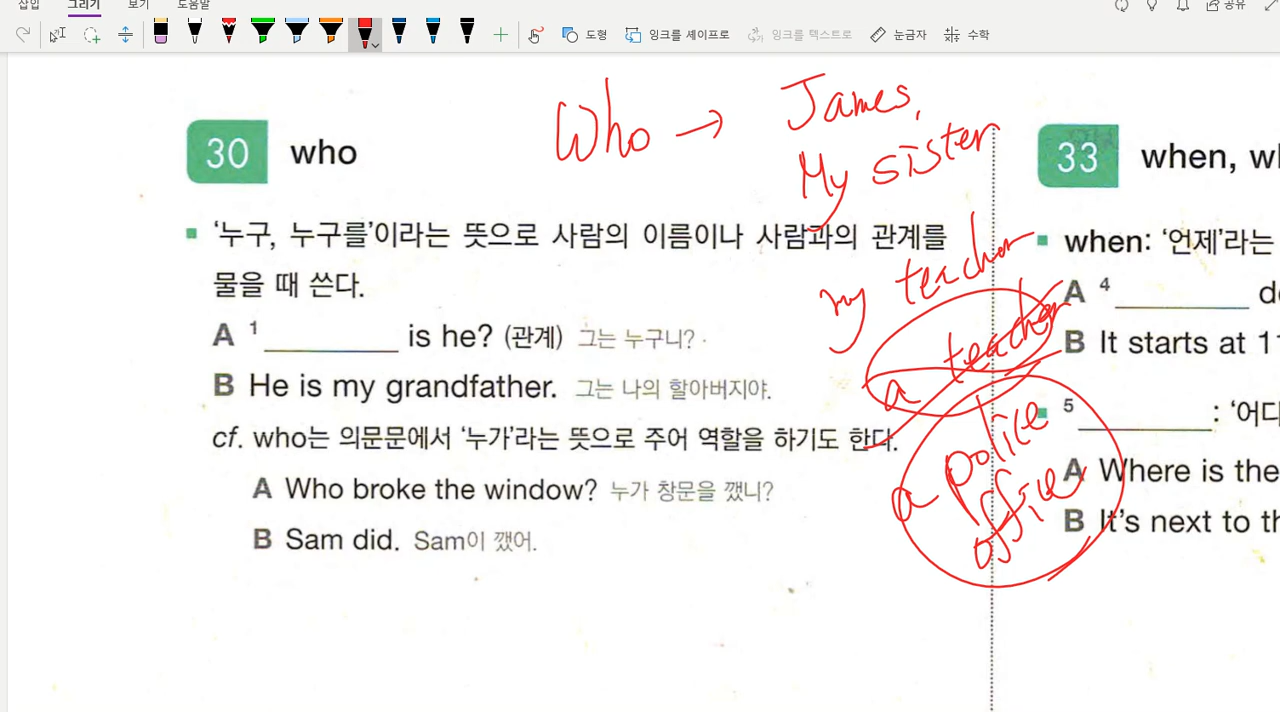 삽입 그리기 보기 도움말 공유
도형 잉크를 셰이프로 잉크를 텍스트로 눈금자 수학
Who → James,
My sister
my teacher
a teacher
a police
office
30 who
'누구, 누구를'이라는 뜻으로 사람의 이름이나 사람과의 관계를
물을 때 쓴다.
A 1 ________ is he? (관계) 그는 누구니?
B He is my grandfather. 그는 나의 할아버지야.
cf. who는 의문문에서 '누가'라는 뜻으로 주어 역할을 하기도 한다.
A Who broke the window? 누가 창문을 깼니?
B Sam did. Sam이 깼어.
33 when, wh
when: '언제'라는
A 4 ________ d
B It starts at 11
5 ________ : '어디
A Where is the
B It's next to th